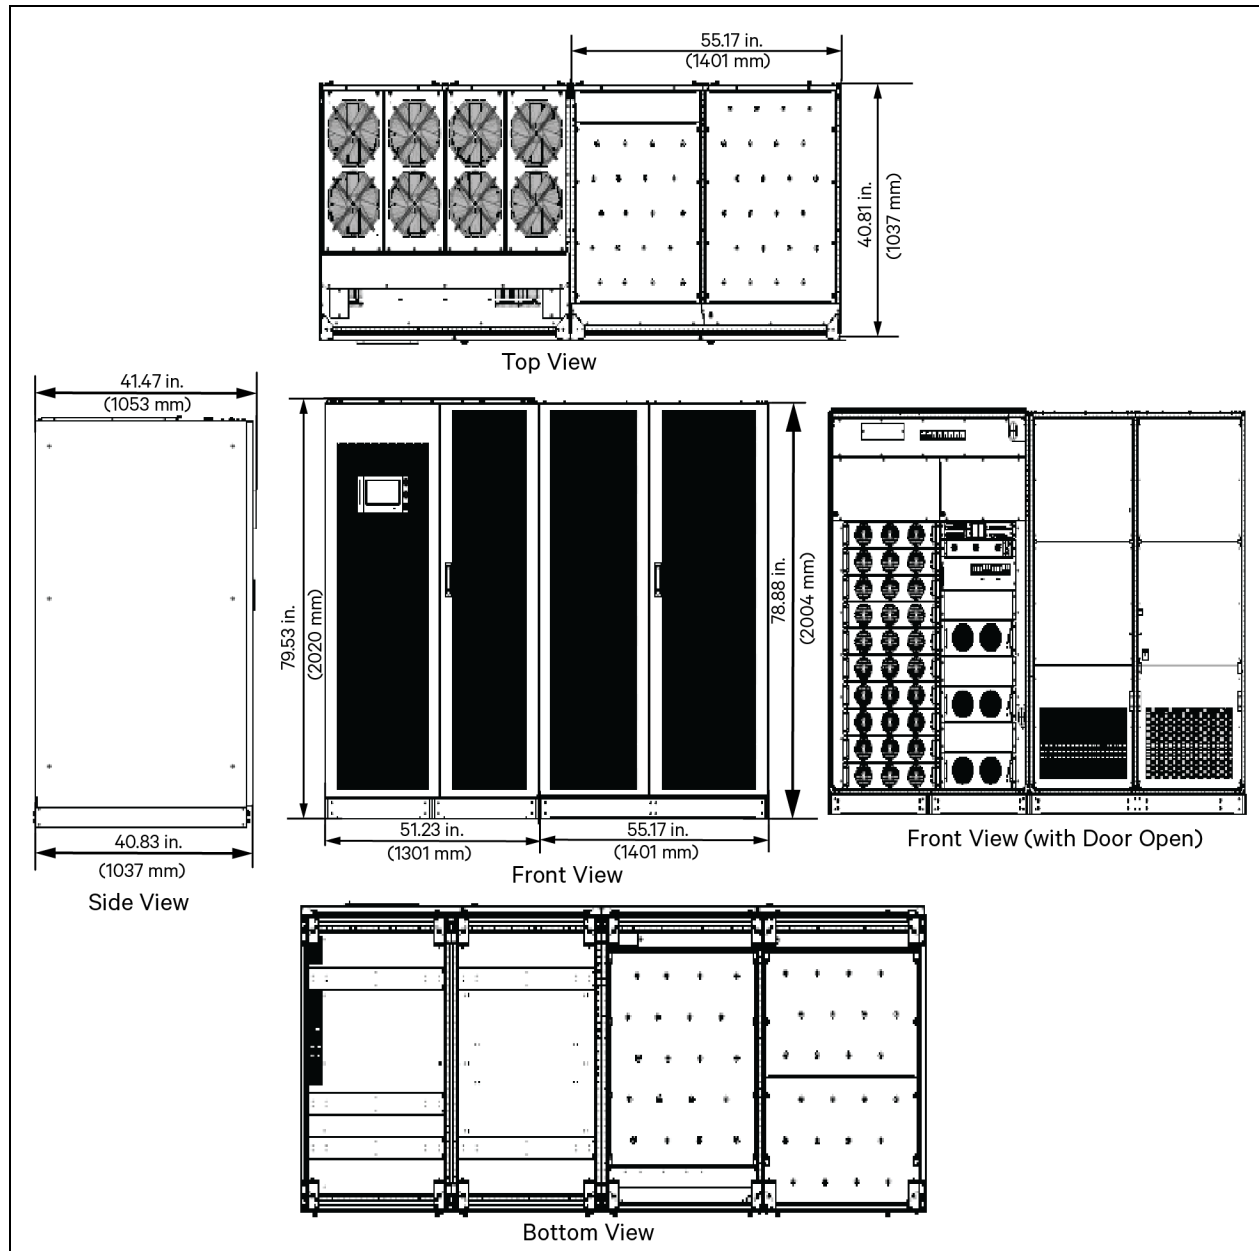 55.17 in.
(1401 mm)
40.81 in.
(1037 mm)
Top View
41.47 in.
(1053 mm)
79.53 in.
(2020 mm)
78.88 in.
(2004 mm)
40.83 in.
(1037 mm)
Side View
51.23 in.
(1301 mm)
55.17 in.
(1401 mm)
Front View
Front View (with Door Open)
Bottom View